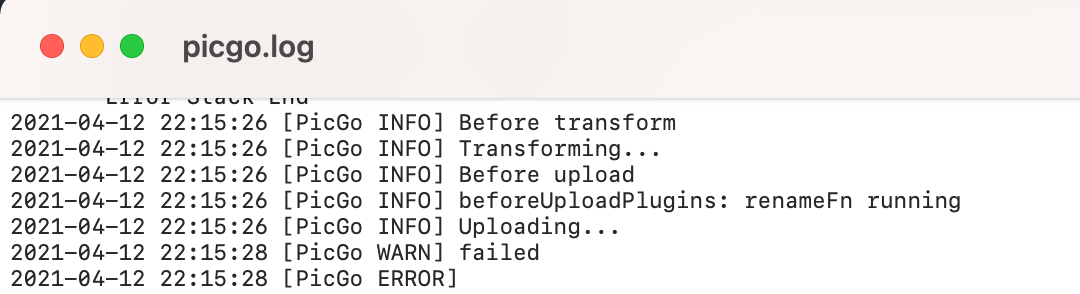 picgo.log
Error Stack End
2021-04-12 22:15:26 [PicGo INFO] Before transform
2021-04-12 22:15:26 [PicGo INFO] Transforming...
2021-04-12 22:15:26 [PicGo INFO] Before upload
2021-04-12 22:15:26 [PicGo INFO] beforeUploadPlugins: renameFn running
2021-04-12 22:15:26 [PicGo INFO] Uploading...
2021-04-12 22:15:28 [PicGo WARN] failed
2021-04-12 22:15:28 [PicGo ERROR]